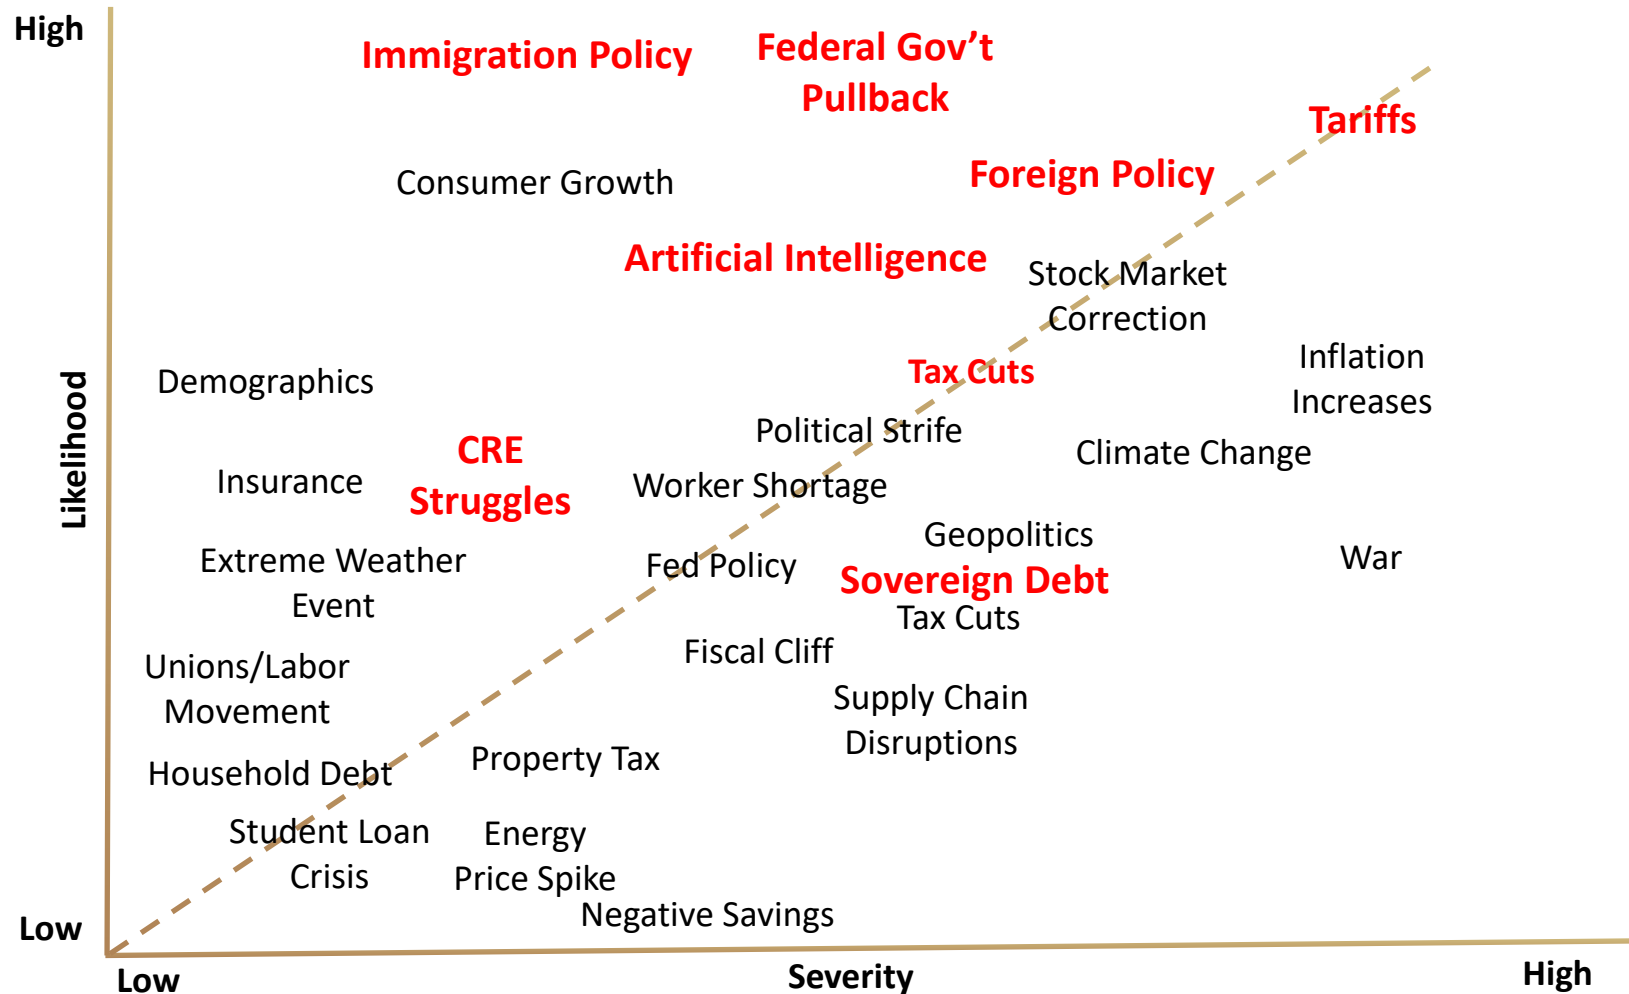 High
Immigration Policy
Federal Gov’t
Pullback
Tariffs
Consumer Growth
Foreign Policy
Artificial Intelligence
Stock Market
Correction
Inflation
Increases
Tax Cuts
Demographics
Political Strife
Climate Change
CRE
Struggles
Insurance
Worker Shortage
Likelihood
Geopolitics
War
Extreme Weather
Event
Fed Policy
Sovereign Debt
Tax Cuts
Fiscal Cliff
Unions/Labor
Movement
Supply Chain
Disruptions
Property Tax
Household Debt
Student Loan
Crisis
Energy
Price Spike
Negative Savings
Low
Low
Severity
High